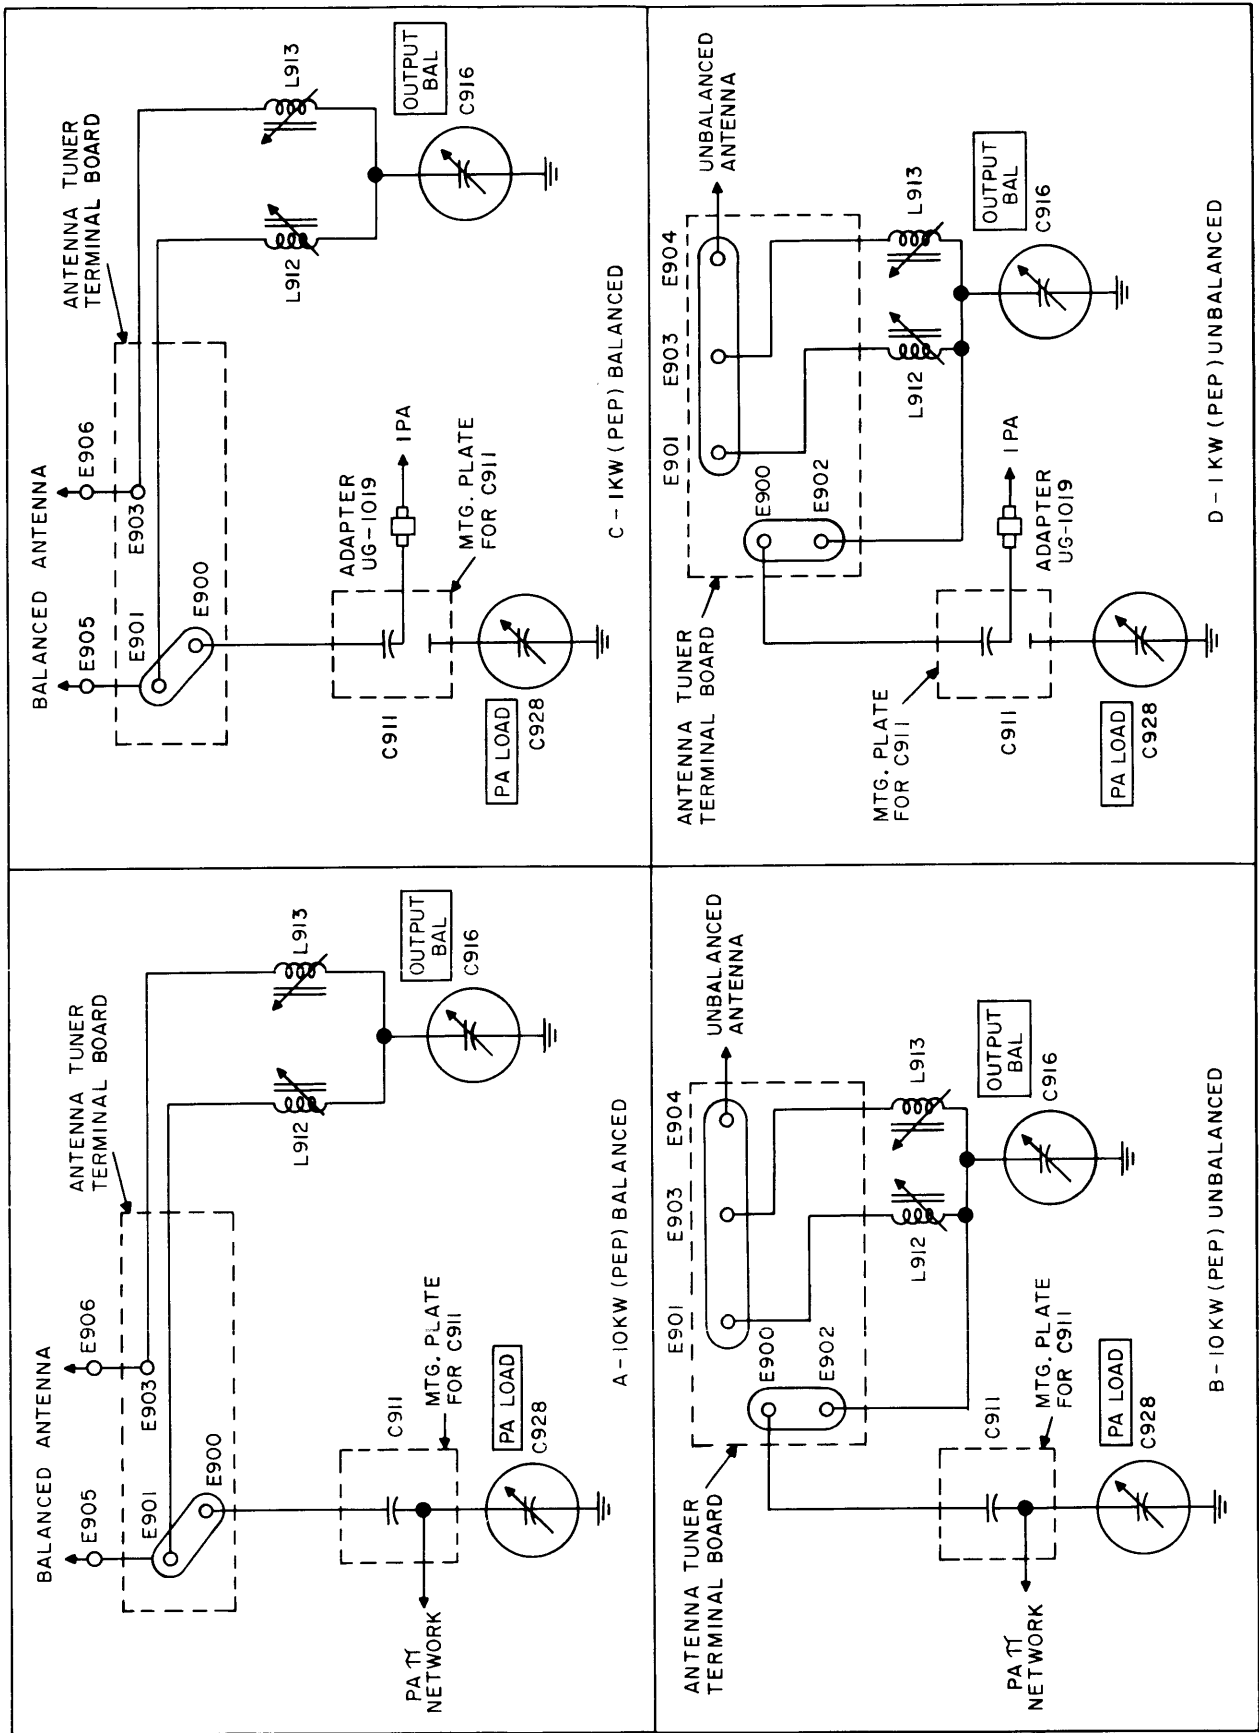 BALANCED ANTENNA
E905
E906
ANTENNA TUNER
TERMINAL BOARD
E901
E903
E900
L912
L913
OUTPUT
BAL
C916
C911
MTG. PLATE
FOR C911
PA π
NETWORK
PA LOAD
C928
A-10KW (PEP) BALANCED
ANTENNA TUNER
TERMINAL BOARD
E901
E903
E904
UNBALANCED
ANTENNA
E900
E902
L912
L913
OUTPUT
BAL
C916
C911
MTG. PLATE
FOR C911
PA π
NETWORK
PA LOAD
C928
B-10KW (PEP) UNBALANCED
BALANCED ANTENNA
E905
E906
ANTENNA TUNER
TERMINAL BOARD
E901
E903
E900
L912
L913
OUTPUT
BAL
C916
ADAPTER
UG-1019
IPA
MTG. PLATE
FOR C911
C911
PA LOAD
C928
C-1KW (PEP) BALANCED
ANTENNA TUNER
TERMINAL BOARD
E901
E903
E904
UNBALANCED
ANTENNA
E900
E902
L912
L913
OUTPUT
BAL
C916
MTG. PLATE
FOR C911
C911
IPA
ADAPTER
UG-1019
PA LOAD
C928
D-1KW (PEP) UNBALANCED